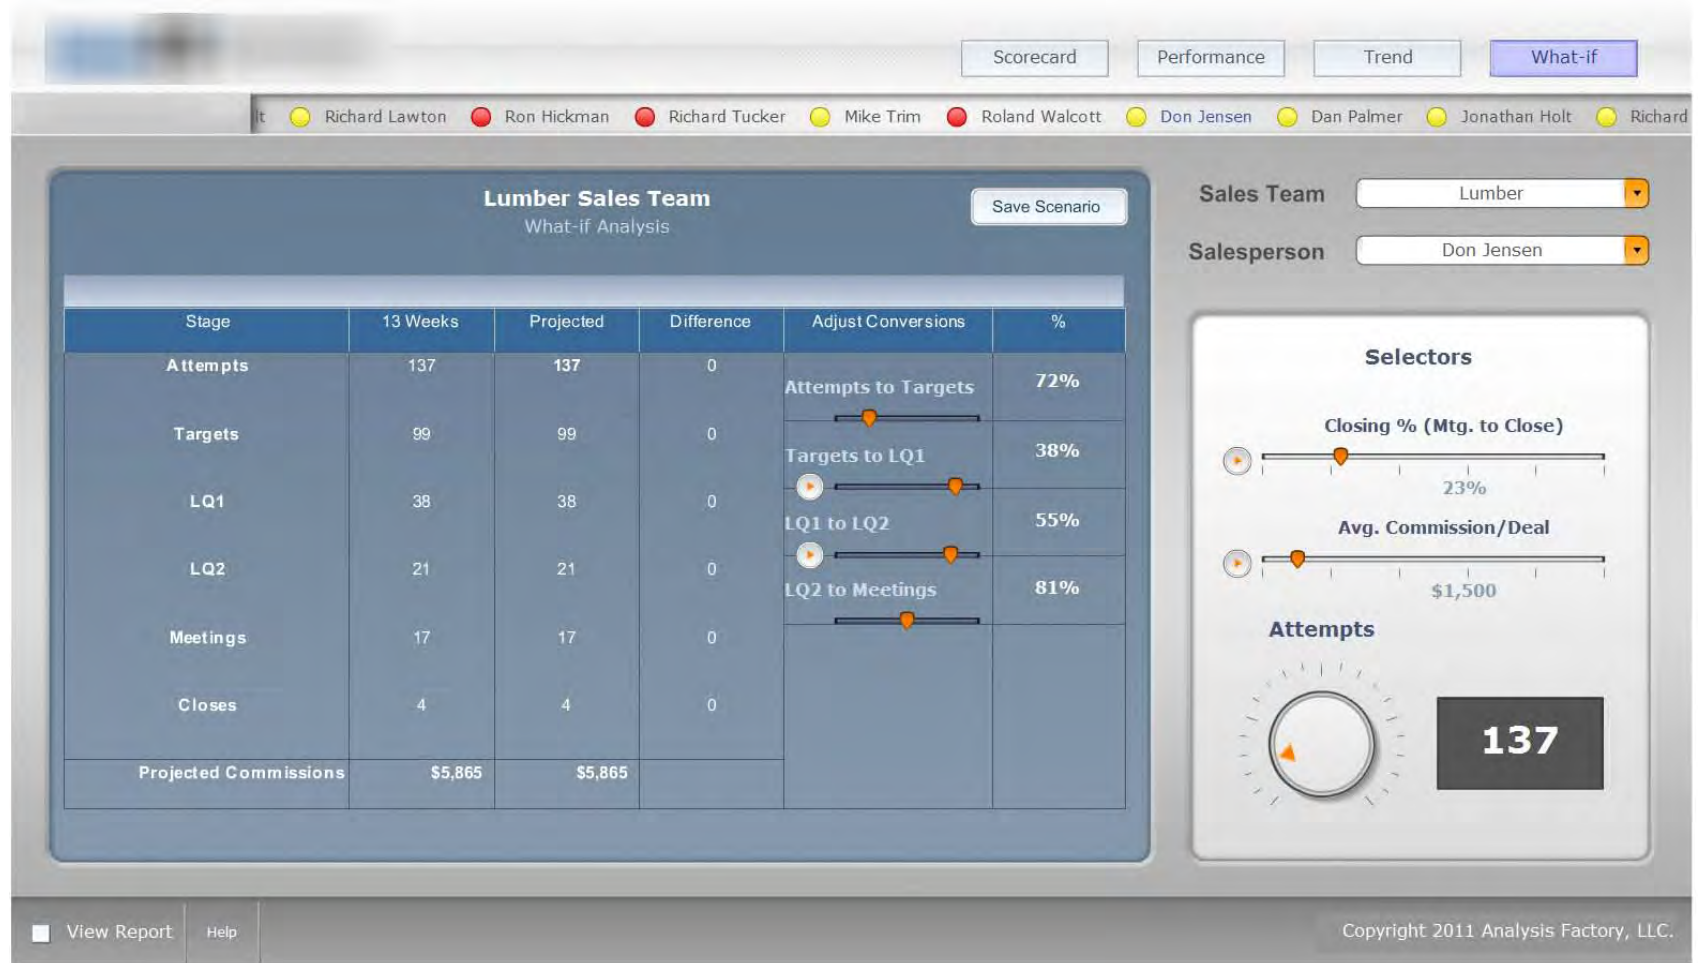 Scorecard Performance Trend What-if
lt Richard Lawton Ron Hickman Richard Tucker Mike Trim Roland Walcott Don Jensen Dan Palmer Jonathan Holt Richard
Lumber Sales Team
What-if Analysis
Save Scenario
Sales Team Lumber
Salesperson Don Jensen
Stage 13 Weeks Projected Difference Adjust Conversions %
Attempts 137 137 0
Attempts to Targets 72%
Targets 99 99 0
Targets to LQ1 38%
LQ1 38 38 0
LQ1 to LQ2 55%
LQ2 21 21 0
LQ2 to Meetings 81%
Meetings 17 17 0
Closes 4 4 0
Projected Commissions $5,865 $5,865
Selectors
Closing % (Mtg. to Close)
23%
Avg. Commission/Deal
$1,500
Attempts
137
View Report Help
Copyright 2011 Analysis Factory, LLC.